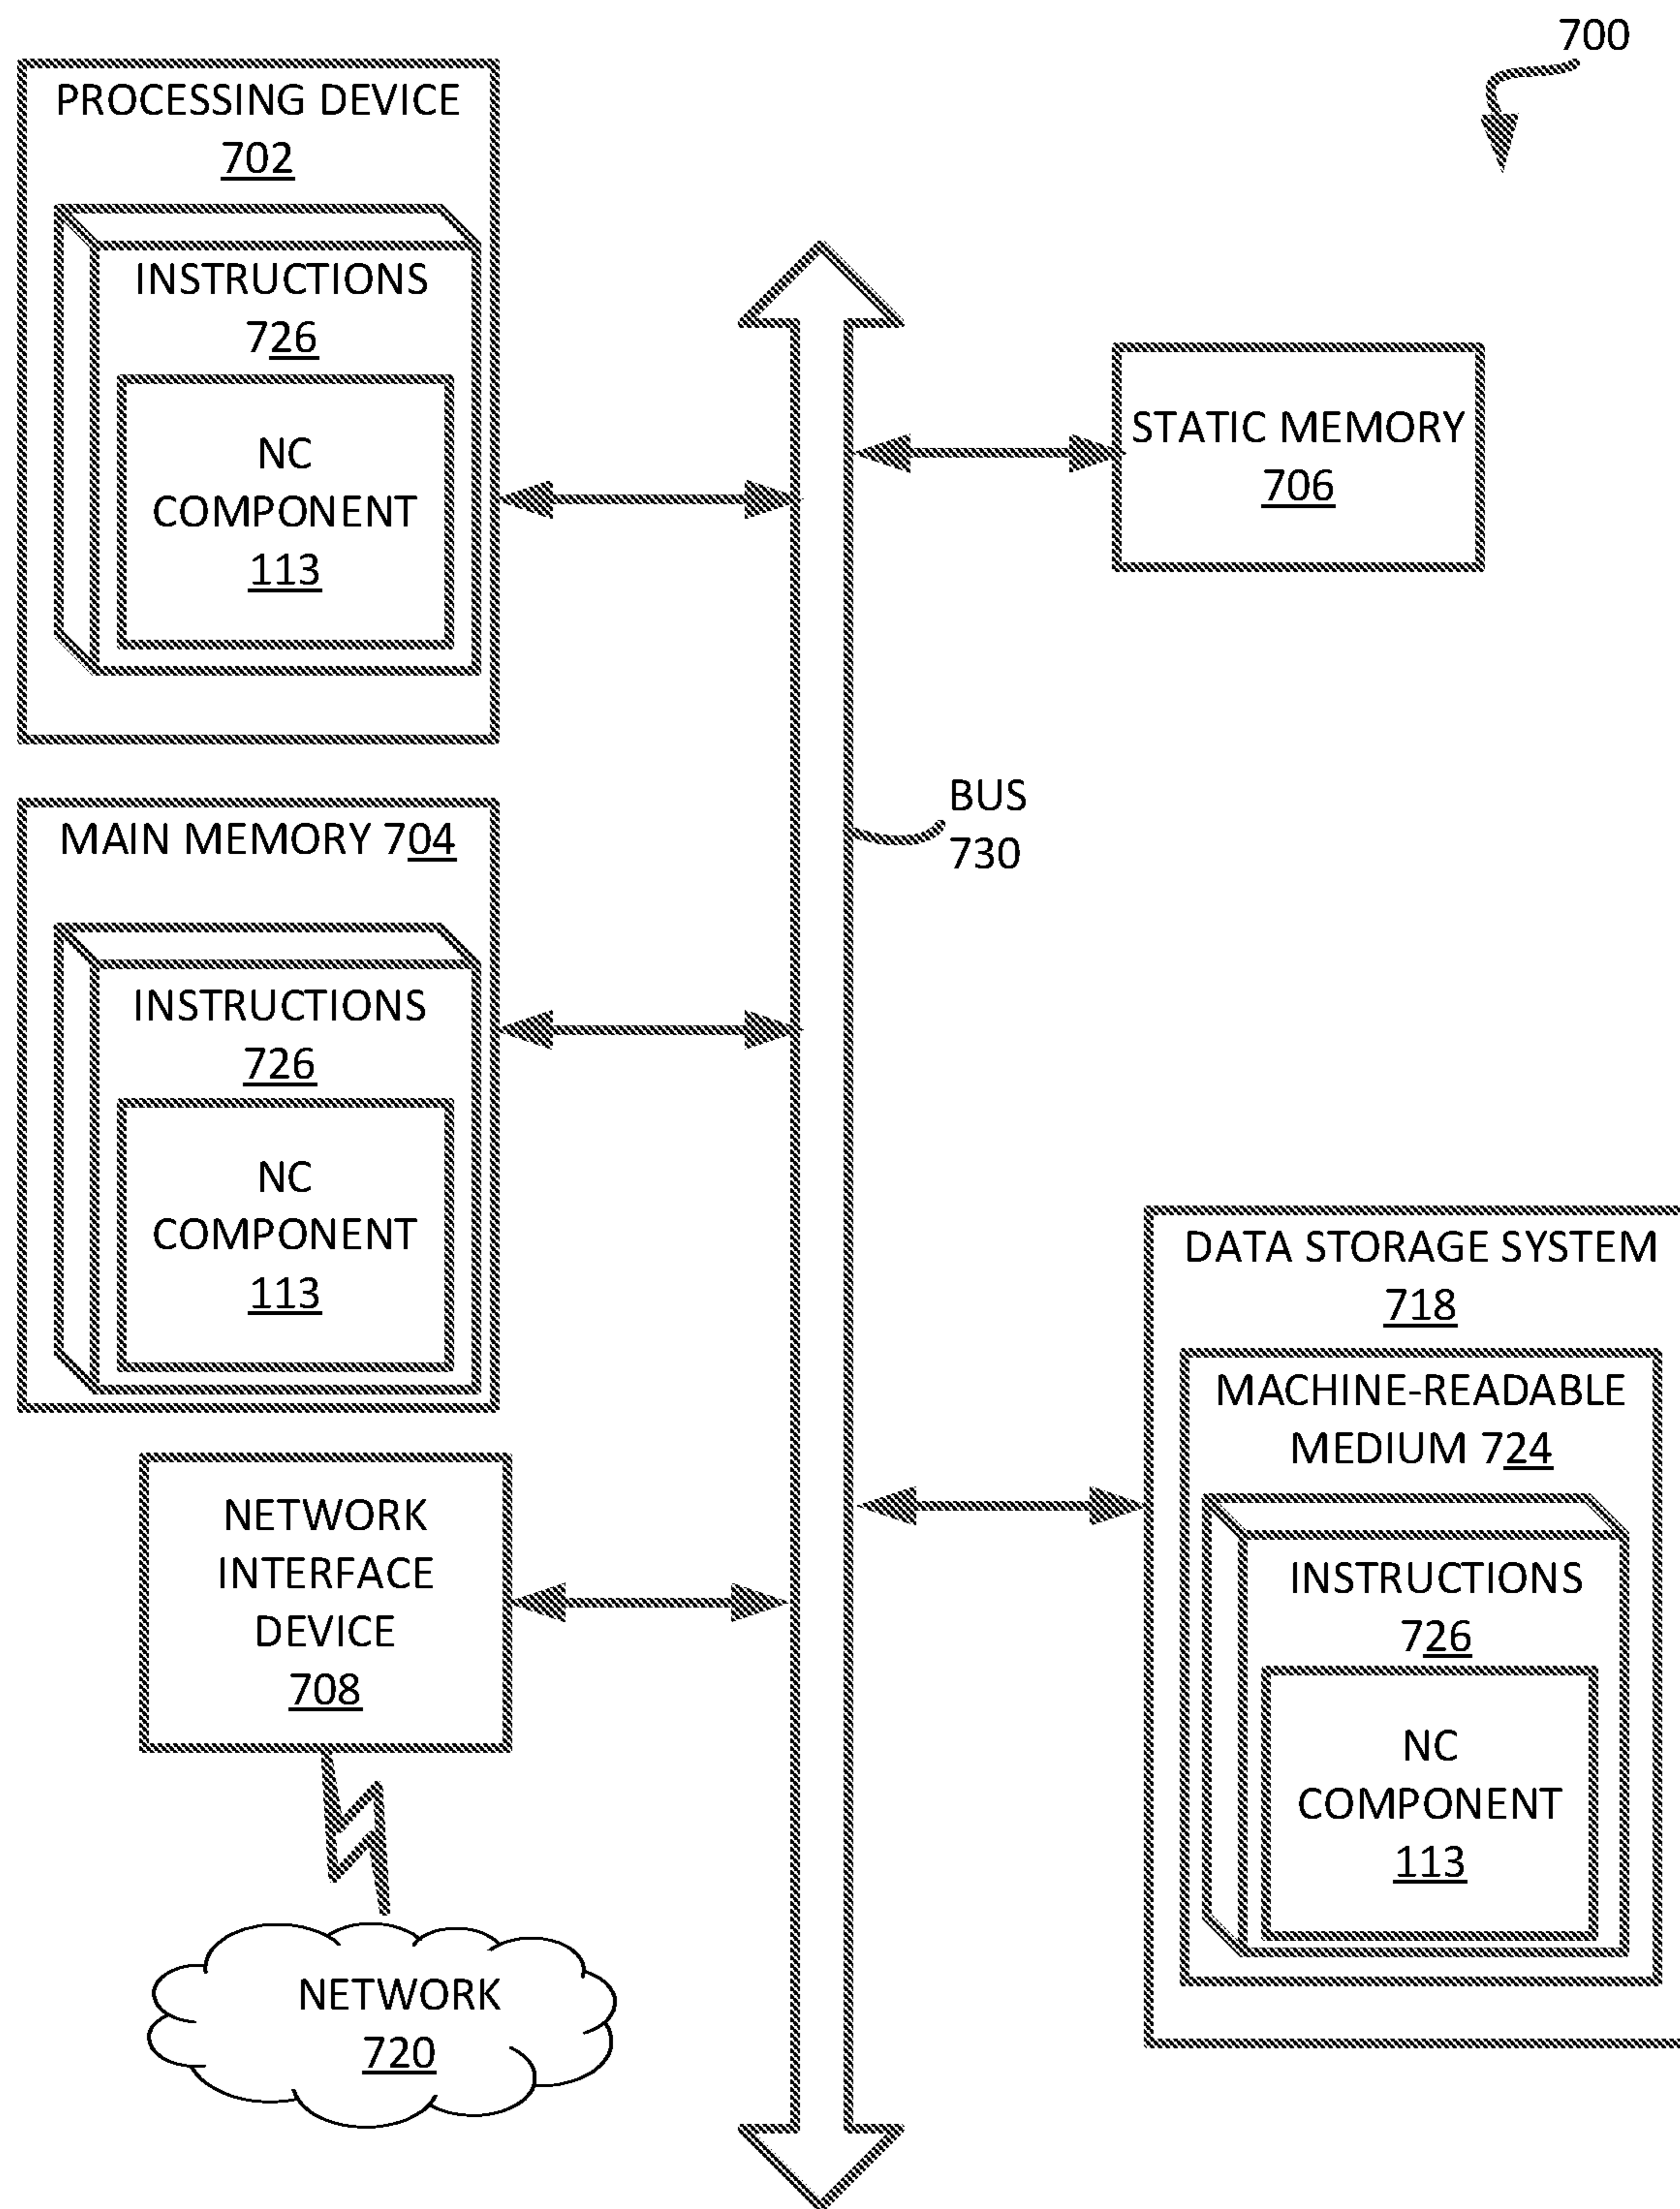 700
PROCESSING DEVICE
702
INSTRUCTIONS
726
NC
COMPONENT
113
STATIC MEMORY
706
BUS
730
MAIN MEMORY 704
INSTRUCTIONS
726
NC
COMPONENT
113
DATA STORAGE SYSTEM
718
MACHINE-READABLE
MEDIUM 724
INSTRUCTIONS
726
NC
COMPONENT
113
NETWORK
INTERFACE
DEVICE
708
NETWORK
720